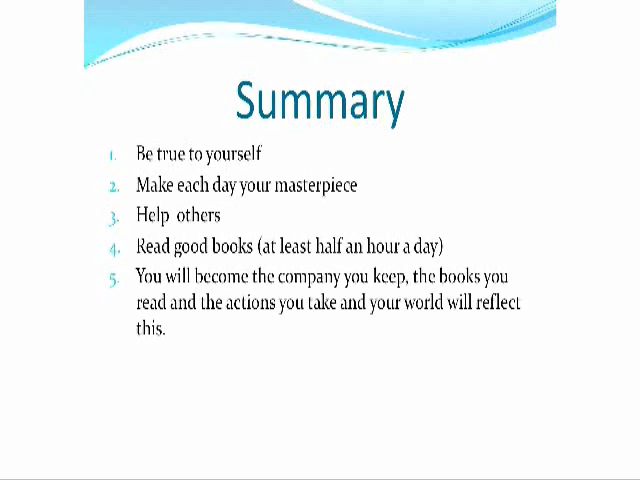 Summary
1. Be true to yourself
2. Make each day your masterpiece
3. Help others
4. Read good books (at least half an hour a day)
5. You will become the company you keep, the books you
read and the actions you take and your world will reflect
this.